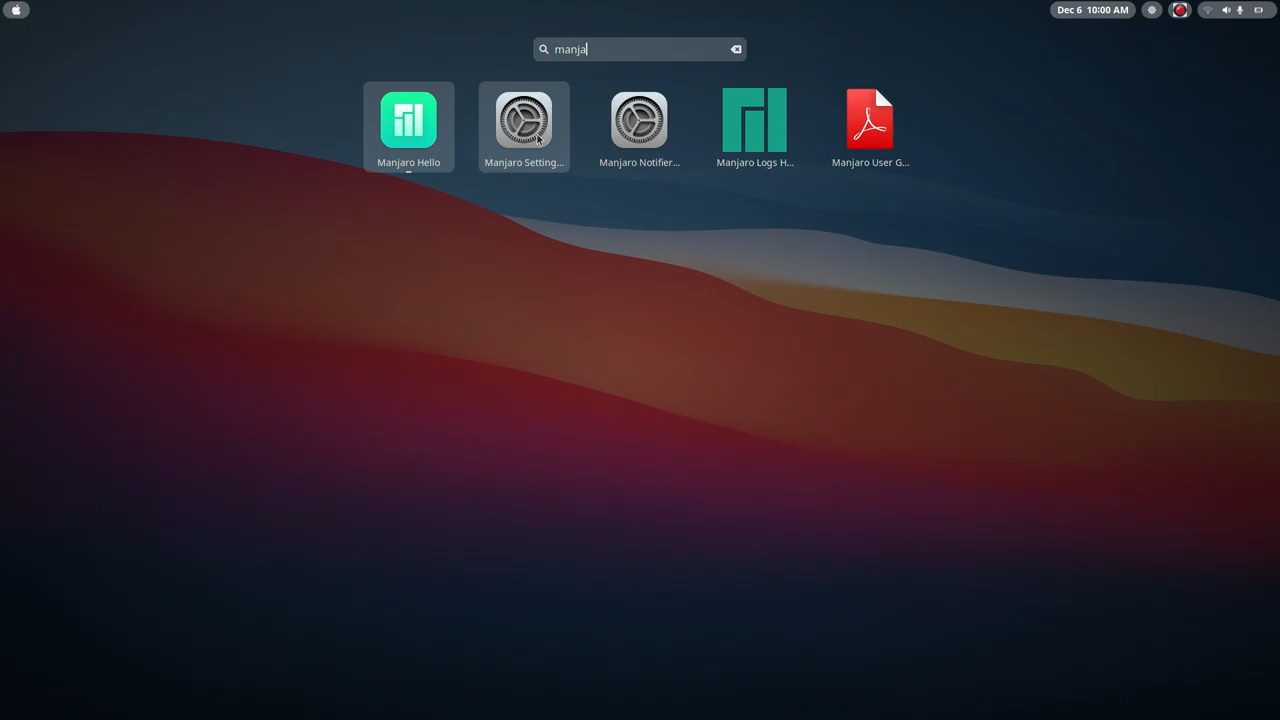 Dec 6 10:00 AM
manja
Manjaro Hello
Manjaro Setting...
Manjaro Notifier...
Manjaro Logs H...
Manjaro User G...